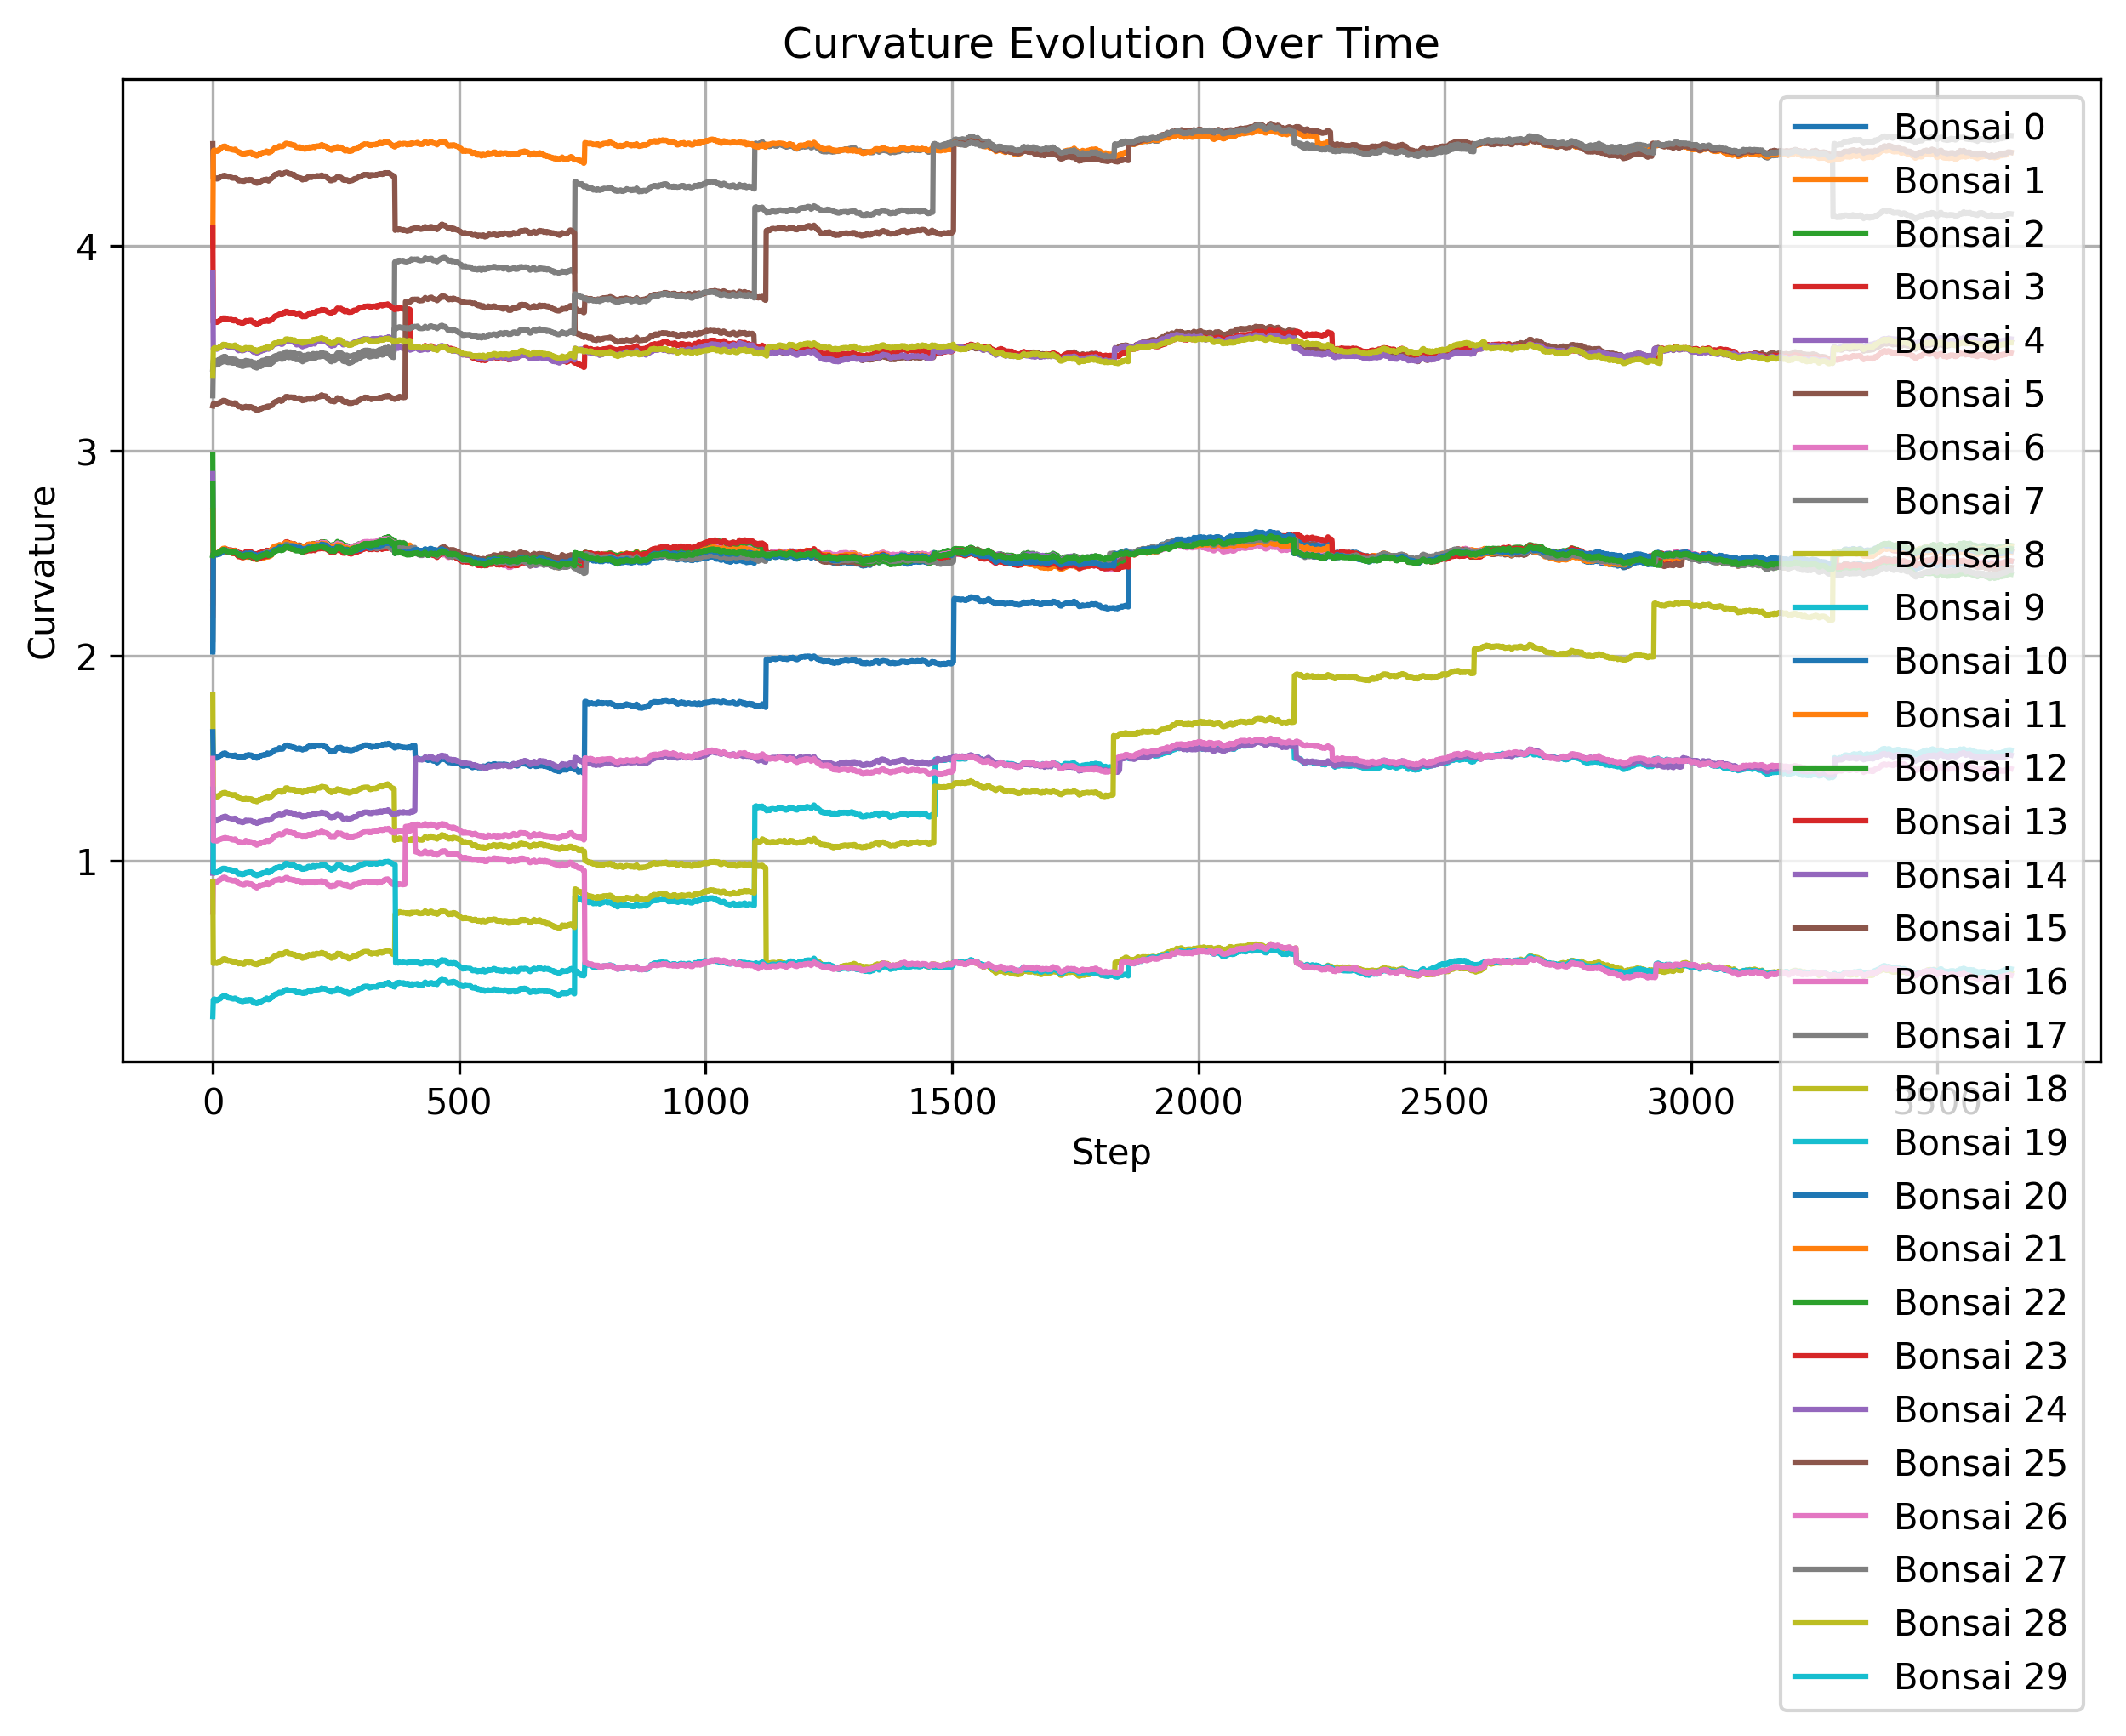 Curvature Evolution Over Time
Curvature
4
3
2
1
0 500 1000 1500 2000 2500 3000 3500
Step
Bonsai 0
Bonsai 1
Bonsai 2
Bonsai 3
Bonsai 4
Bonsai 5
Bonsai 6
Bonsai 7
Bonsai 8
Bonsai 9
Bonsai 10
Bonsai 11
Bonsai 12
Bonsai 13
Bonsai 14
Bonsai 15
Bonsai 16
Bonsai 17
Bonsai 18
Bonsai 19
Bonsai 20
Bonsai 21
Bonsai 22
Bonsai 23
Bonsai 24
Bonsai 25
Bonsai 26
Bonsai 27
Bonsai 28
Bonsai 29